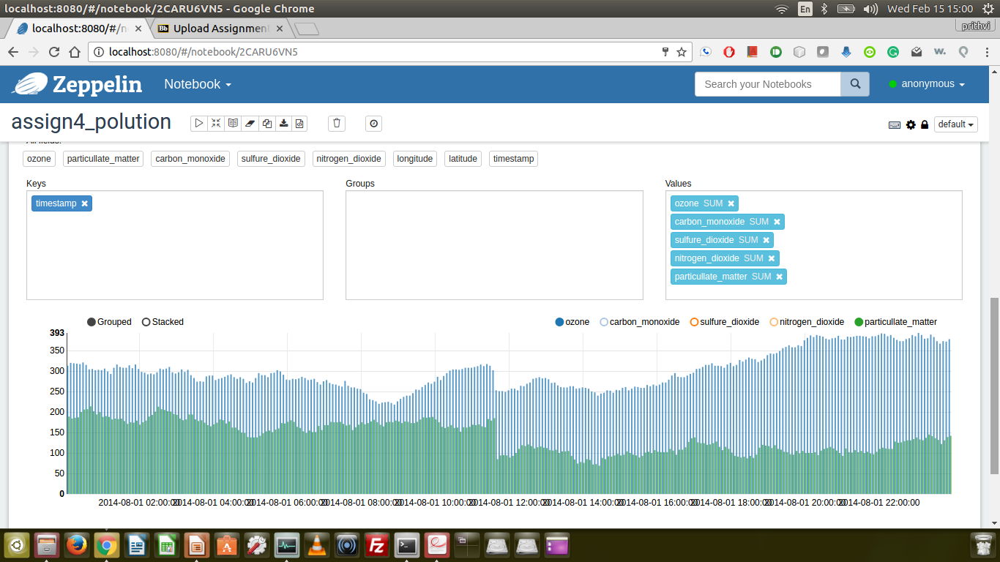 localhost:8080/#/notebook/2CARU6VN5 - Google Chrome
En
Wed Feb 15 15:00
localhost:8080/#/n
Bb Upload Assignment
prithvi
localhost:8080/#/notebook/2CARU6VN5
w.
Zeppelin
Notebook
Search your Notebooks
anonymous
assign4_polution
default
All fields:
ozone particullate_matter carbon_monoxide sulfure_dioxide nitrogen_dioxide longitude latitude timestamp
Keys Groups Values
timestamp
ozone SUM
carbon_monoxide SUM
sulfure_dioxide SUM
nitrogen_dioxide SUM
particullate_matter SUM
Grouped Stacked
ozone carbon_monoxide sulfure_dioxide nitrogen_dioxide particullate_matter
393
350
300
250
200
150
100
50
0
2014-08-01 02:00:00 2014-08-01 04:00:00 2014-08-01 06:00:00 2014-08-01 08:00:00 2014-08-01 10:00:00 2014-08-01 12:00:00 2014-08-01 14:00:00 2014-08-01 16:00:00 2014-08-01 18:00:00 2014-08-01 20:00:00 2014-08-01 22:00:00
Fz